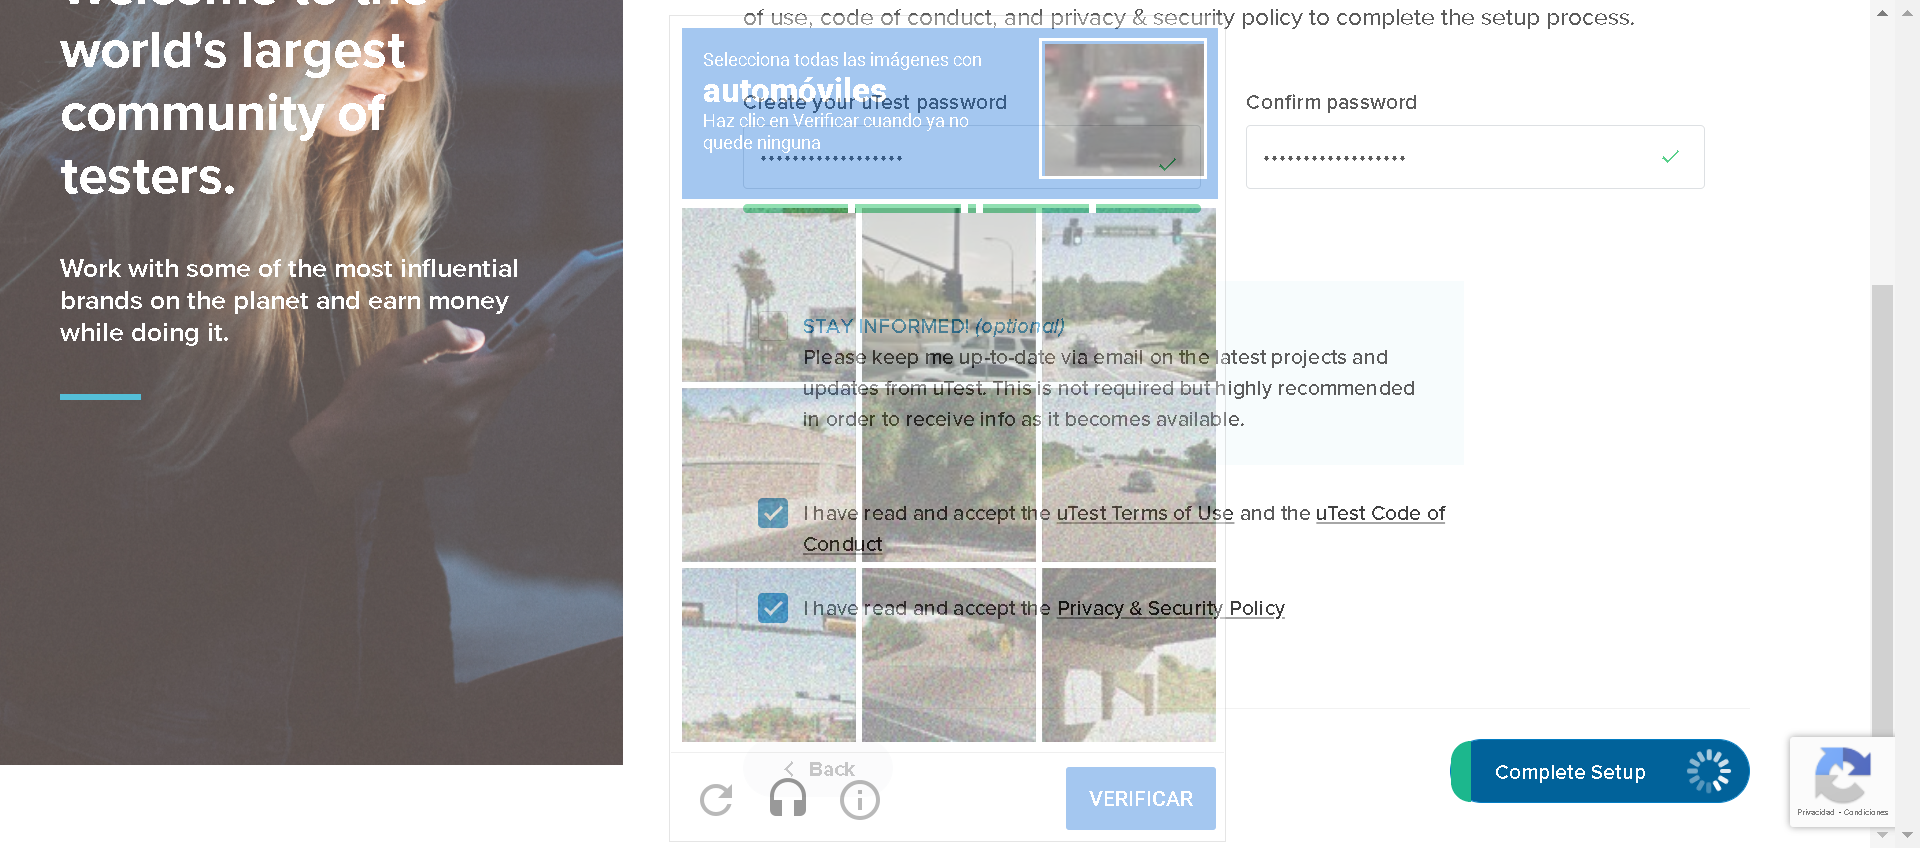 Welcome to the
world's largest
community of
testers.
Work with some of the most influential
brands on the planet and earn money
while doing it.
of use, code of conduct, and privacy & security policy to complete the setup process.
Selecciona todas las imágenes con
automóviles
Haz clic en Verificar cuando ya no
quede ninguna
Create your uTest password
Confirm password
STAY INFORMED! (optional)
Please keep me up-to-date via email on the latest projects and
updates from uTest. This is not required but highly recommended
in order to receive info as it becomes available.
I have read and accept the uTest Terms of Use and the uTest Code of
Conduct
I have read and accept the Privacy & Security Policy
Back
VERIFICAR
Complete Setup
Privacidad - Condiciones